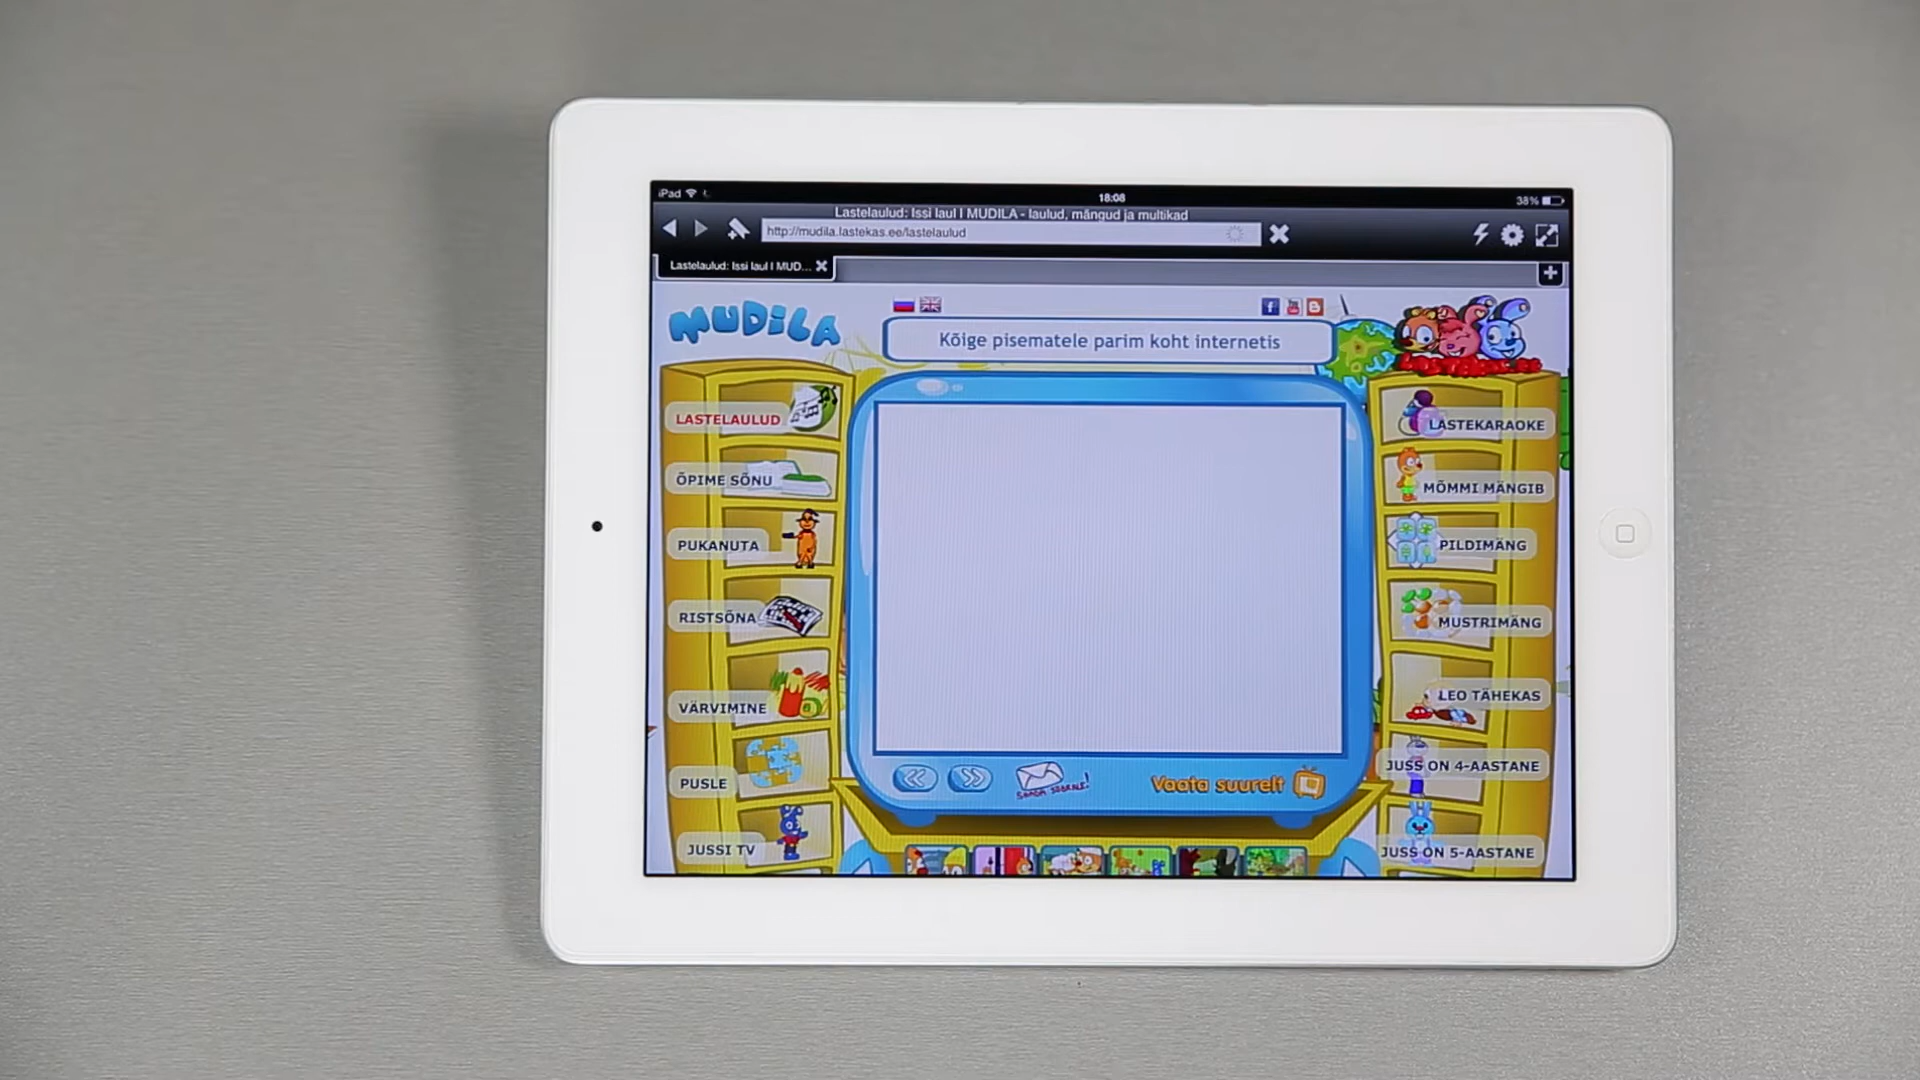 iPad
18:08
38%
Lastelaulud: Issi laul I MUDILA - laulud, mängud ja multikad
http://mudila.lastekas.ee/lastelaulud
Lastelaulud: Issi laul I MUD...
MUDILA
Kõige pisematele parim koht internetis
LASTELAULUD
ÕPIME SÕNU
PUKANUTA
RISTSÕNA
VÄRVIMINE
PUSLE
JUSSI TV
LASTEKARAOKE
MÕMMI MÄNGIB
PILDIMÄNG
MUSTRIMÄNG
LEO TÄHEKAS
JUSS ON 4-AASTANE
JUSS ON 5-AASTANE
Vaata suurelt